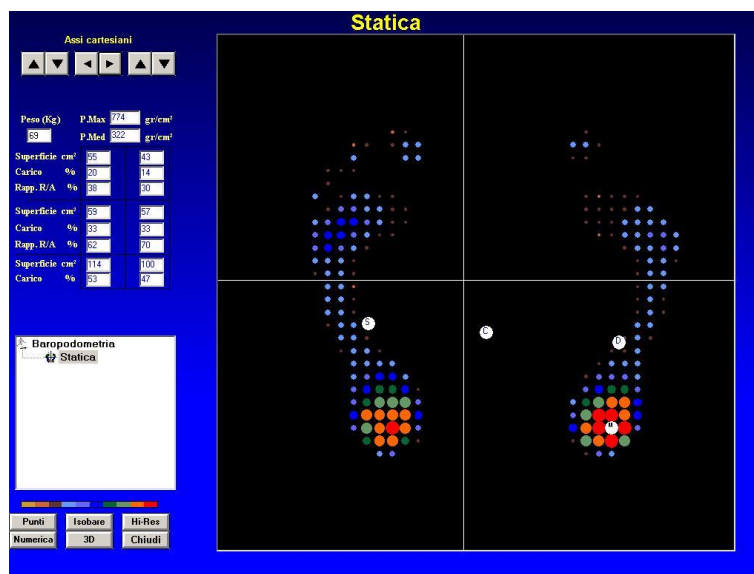 Statica
Assi cartesiani
Peso (Kg) P.Max 774 gr/cm²
69 P.Med 322 gr/cm²
Superficie cm² 55 43
Carico % 20 14
Rapp. R/A % 38 30
Superficie cm² 59 57
Carico % 33 33
Rapp. R/A % 62 70
Superficie cm² 114 100
Carico % 53 47
S
C
D
Baropodometria
Statica
Punti Isobare Hi-Res
Numerica 3D Chiudi